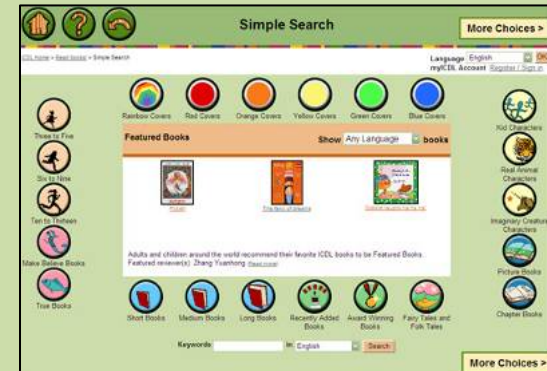 Simple Search
More Choices >
ICDL Home > Read Books > Simple Search
Language English OK
myICDL Account Register / Sign in
Rainbow Covers Red Covers Orange Covers Yellow Covers Green Covers Blue Covers
Three to Five
Six to Nine
Ten to Thirteen
Make Believe Books
True Books
Featured Books
Show Any Language books
Adults and children around the world recommend their favorite ICDL books to be Featured Books.
Featured reviewer(s): Zhang Yuanhong (Read more)
Kid Characters
Real Animal
Characters
Imaginary Creature
Characters
Picture Books
Chapter Books
Short Books Medium Books Long Books Recently Added
Books Award Winning
Books Fairy Tales and
Folk Tales
Keywords in English Search
More Choices >